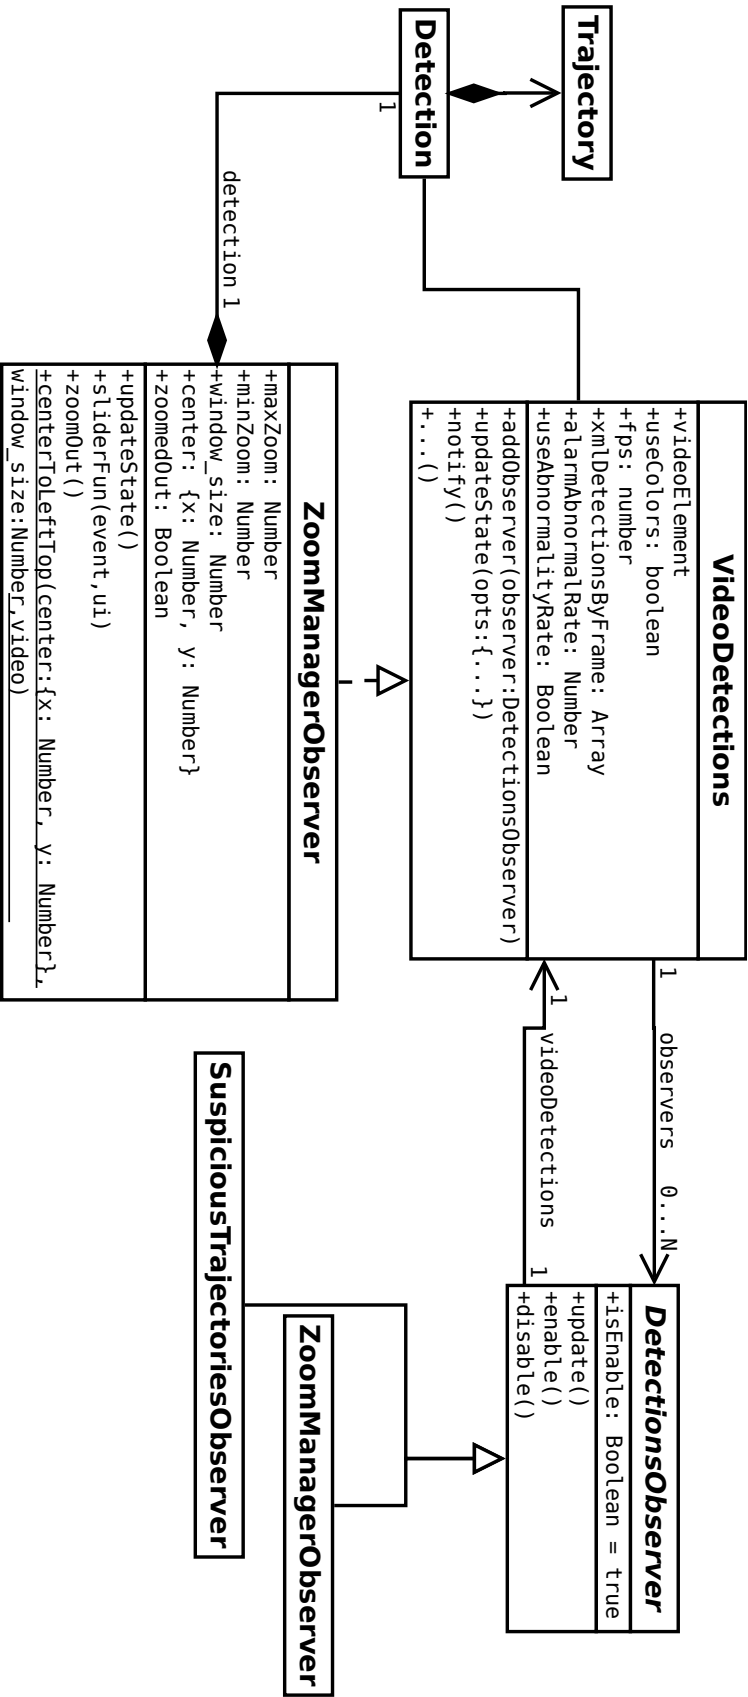 Trajectory
Detection
1
detection 1
VideoDetections
+videoElement
+useColors: boolean
+fps: number
+xmlDetectionsByFrame: Array
+alarmAbnormalRate: Number
+useAbnormalityRate: Boolean
+addObserver(observer:DetectionsObserver)
+updateState(opts:{...})
+notify()
+...()
ZoomManagerObserver
+maxZoom: Number
+minZoom: Number
+window_size: Number
+center: {x: Number, y: Number}
+zoomedOut: Boolean
+updateState()
+sliderFun(event,ui)
+zoomOut()
+centerToLeftTop(center:{x: Number, y: Number},
window_size:Number,video)
1
observers 0...N
1
videoDetections
1
DetectionsObserver
+isEnable: Boolean = true
+update()
+enable()
+disable()
ZoomManagerObserver
SuspiciousTrajectoriesObserver